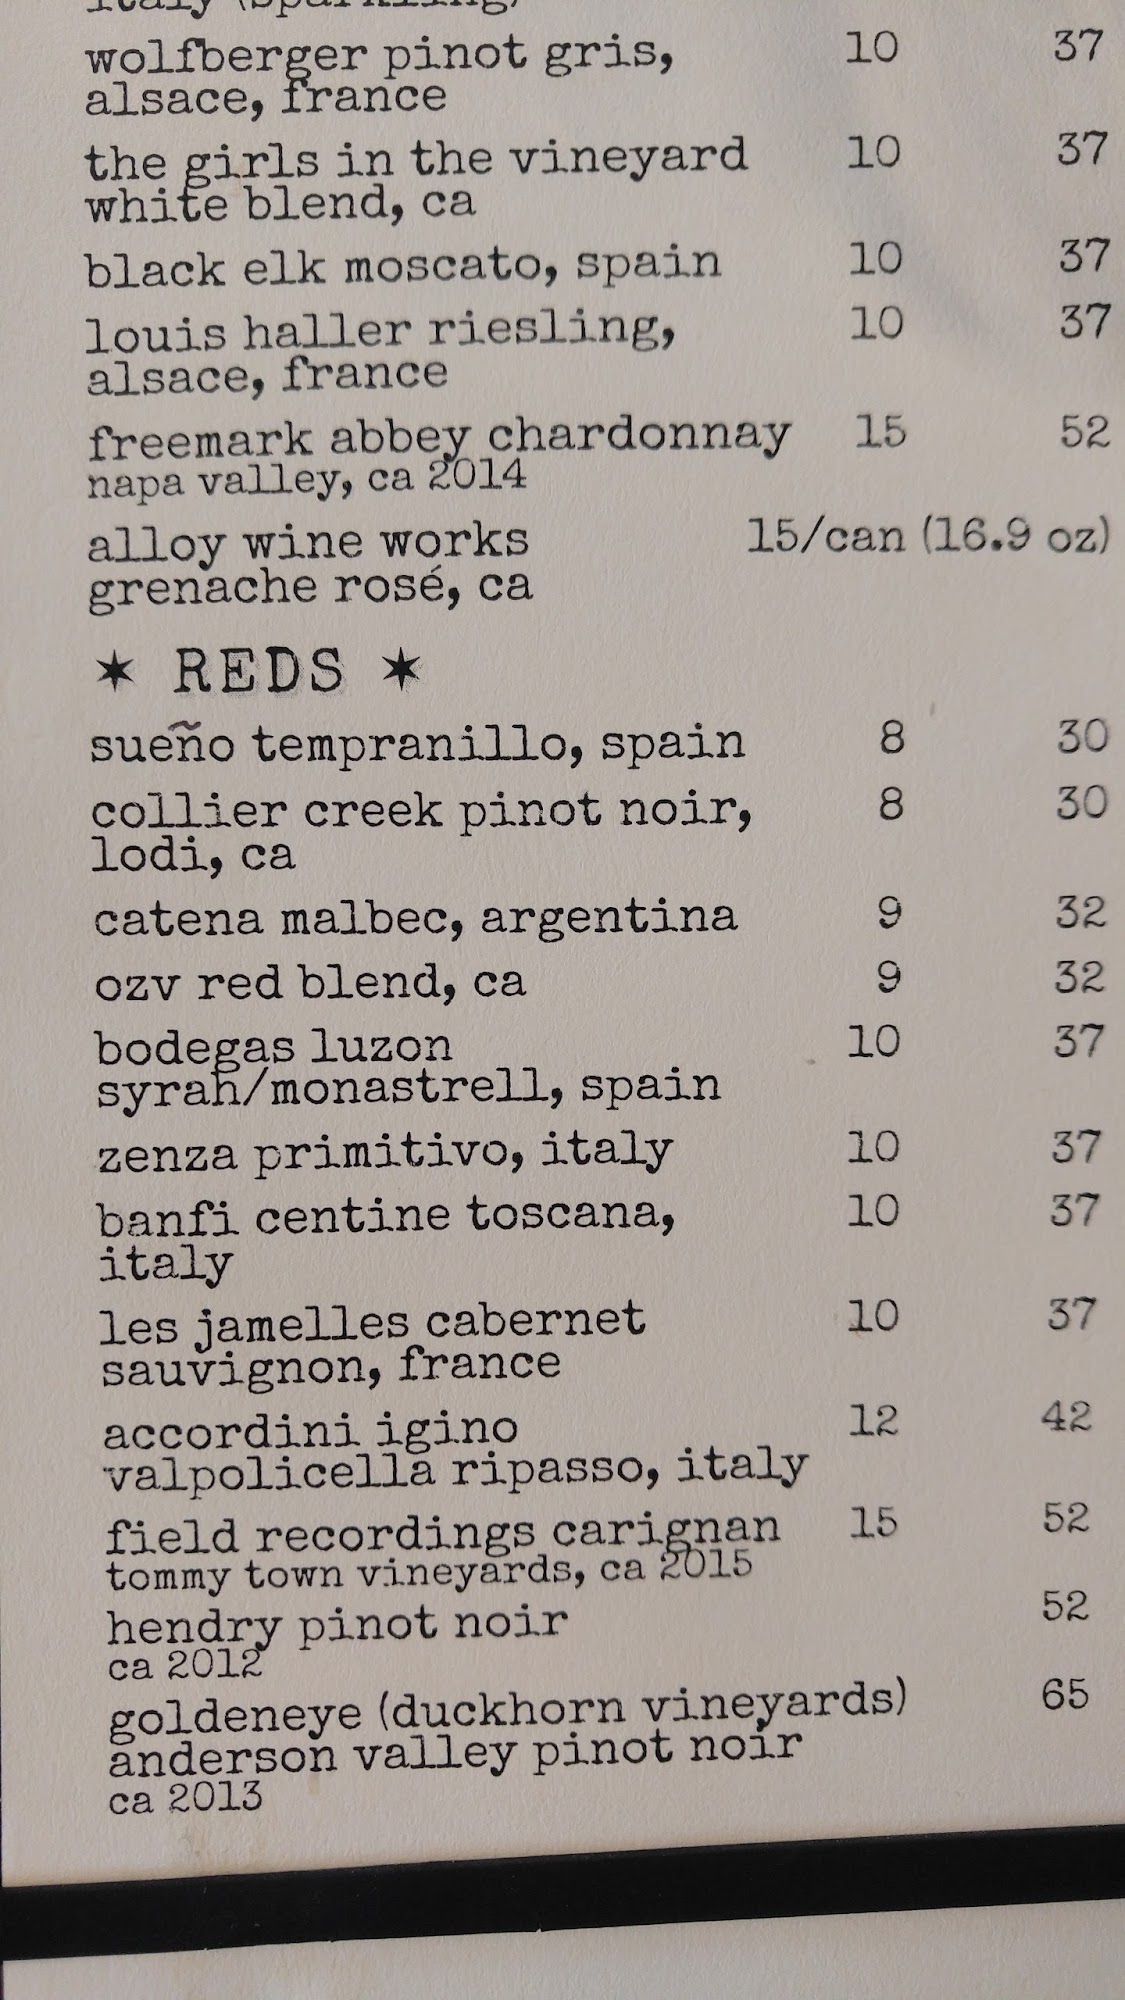 italy (sparkling)
wolfberger pinot gris, 10 37
alsace, france
the girls in the vineyard 10 37
white blend, ca
black elk moscato, spain 10 37
louis haller riesling, 10 37
alsace, france
freemark abbey chardonnay 15 52
napa valley, ca 2014
alloy wine works 15/can (16.9 oz)
grenache rosé, ca
✶ REDS ✶
sueño tempranillo, spain 8 30
collier creek pinot noir, 8 30
lodi, ca
catena malbec, argentina 9 32
ozv red blend, ca 9 32
bodegas luzon 10 37
syrah/monastrell, spain
zenza primitivo, italy 10 37
banfi centine toscana, 10 37
italy
les jamelles cabernet 10 37
sauvignon, france
accordini igino 12 42
valpolicella ripasso, italy
field recordings carignan 15 52
tommy town vineyards, ca 2015
hendry pinot noir 52
ca 2012
goldeneye (duckhorn vineyards) 65
anderson valley pinot noir
ca 2013